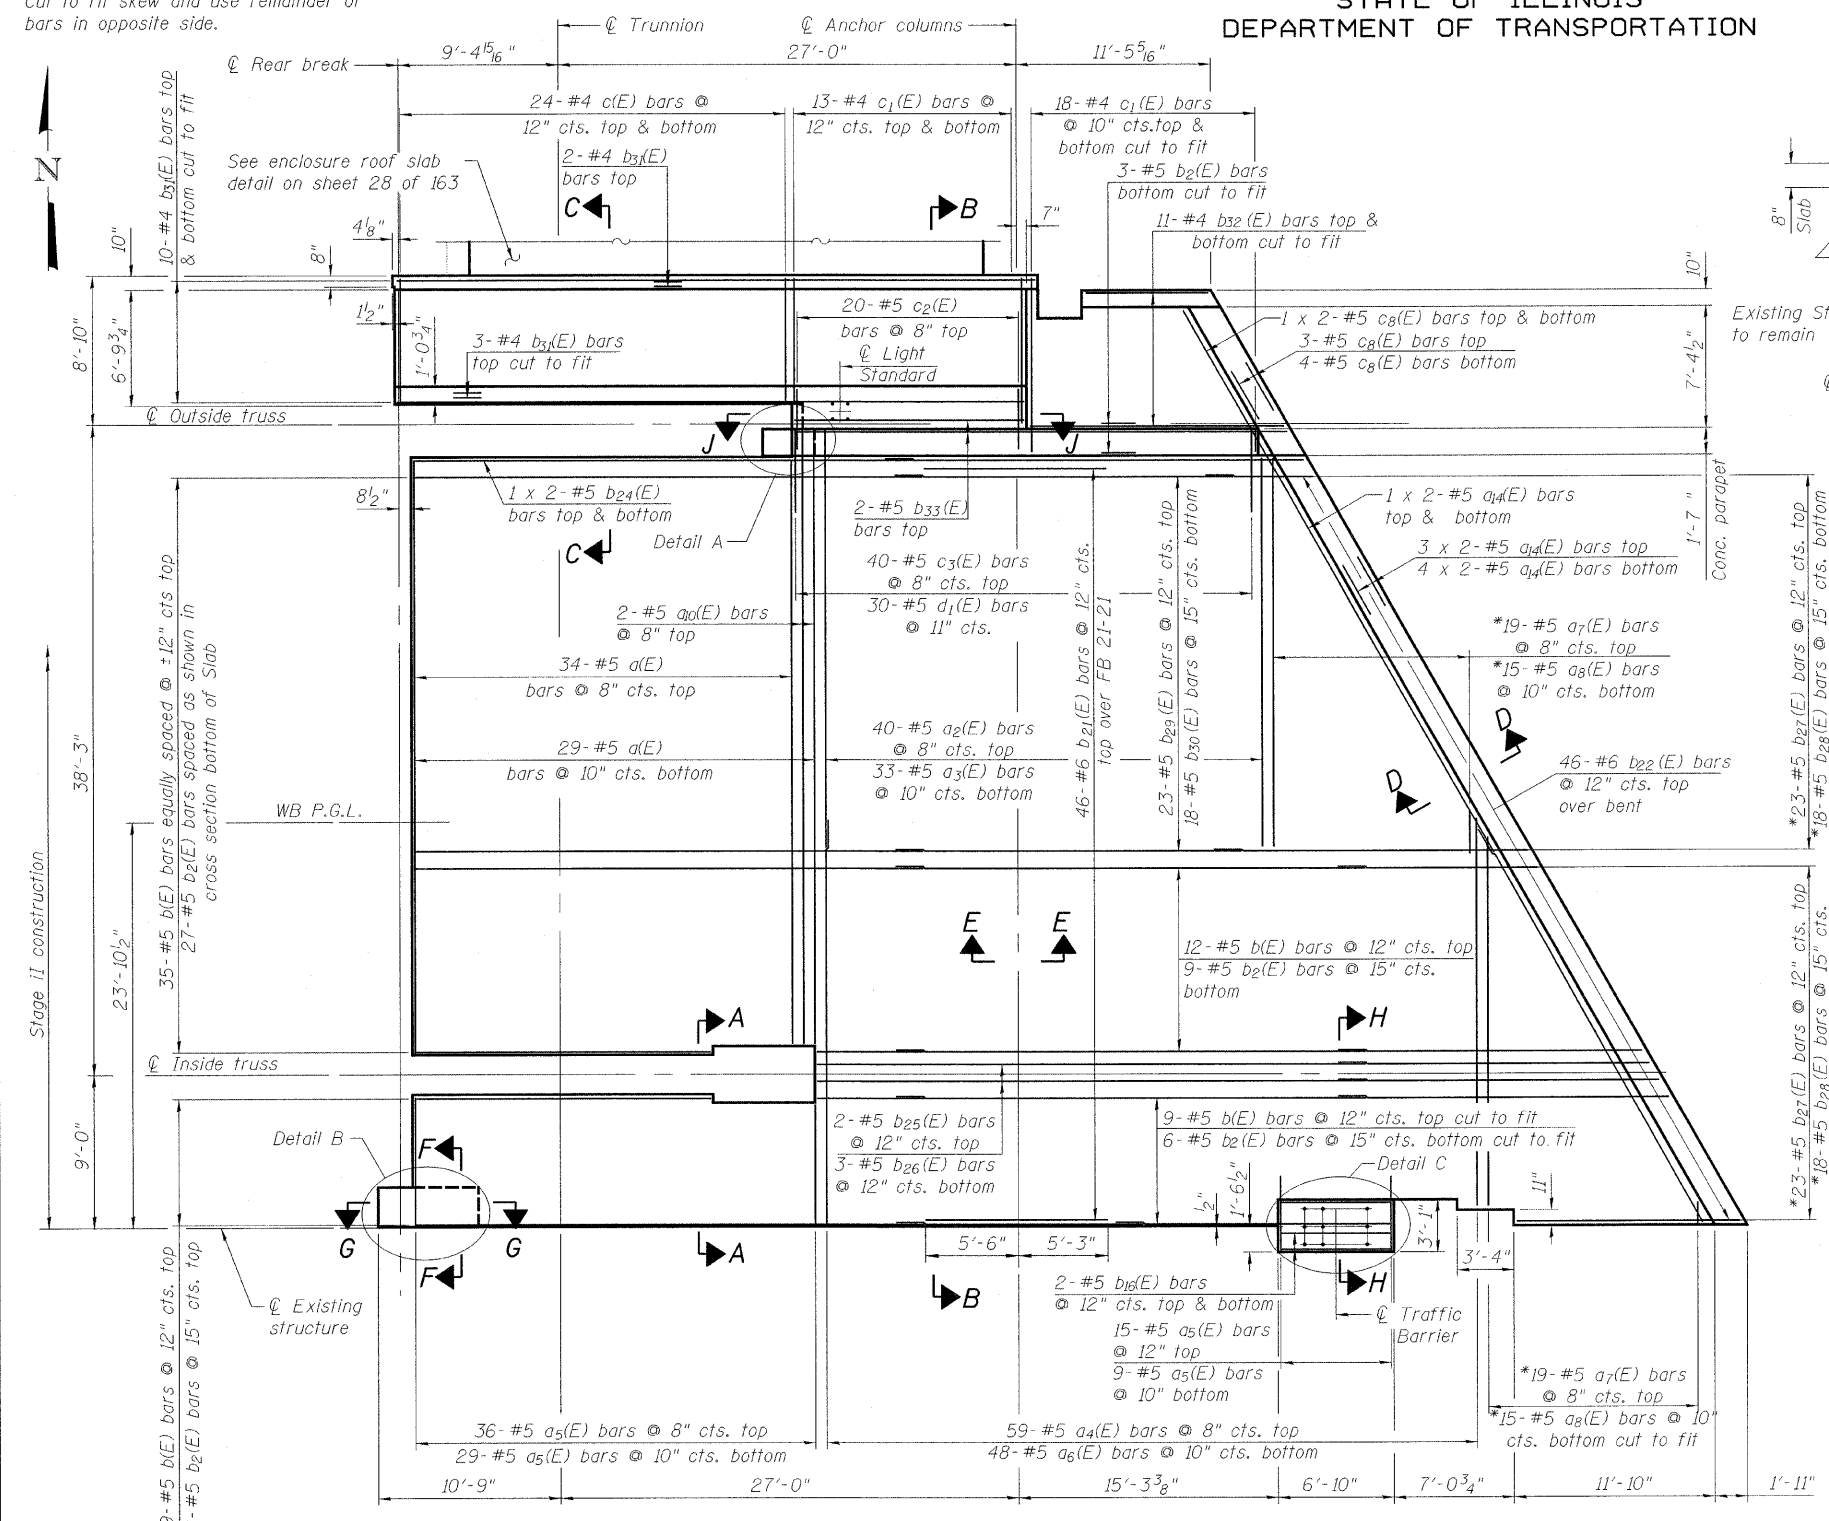 cut to fit skew and use remainder of
bars in opposite side.
STATE OF ILLINOIS
DEPARTMENT OF TRANSPORTATION
℄ Trunnion
℄ Anchor columns
℄ Rear break
9'-4 15/16"
27'-0"
11'-5 5/16"
24-#4 c(E) bars @
12" cts. top & bottom
13-#4 c1(E) bars @
12" cts. top & bottom
18-#4 c1(E) bars
@ 10" cts.top &
bottom cut to fit
10-#4 b31(E) bars top
& bottom cut to fit
N
See enclosure roof slab
detail on sheet 28 of 163
2-#4 b31(E)
bars top
3-#5 b2(E) bars
bottom cut to fit
C
B
7"
11-#4 b32(E) bars top &
bottom cut to fit
8"
Slab
4 1/8"
10"
8"
10"
20-#5 c2(E)
bars @ 8" top
℄ Light
Standard
1 1/2"
1'-0 3/4"
3-#4 b31(E) bars
top cut to fit
8'-10"
6'-9 3/4"
1 x 2-#5 c8(E) bars top & bottom
3-#5 c8(E) bars top
4-#5 c8(E) bars bottom
7'-4 1/2"
Existing St
to remain
℄ Outside truss
J
J
8 1/2"
1 x 2-#5 b24(E)
bars top & bottom
Detail A
C
2-#5 b33(E)
bars top
1 x 2-#5 a14(E) bars
top & bottom
3 x 2-#5 a14(E) bars top
4 x 2-#5 a14(E) bars bottom
1'-7"
Conc. parapet
40-#5 c3(E) bars
@ 8" cts. top
30-#5 d1(E) bars
@ 11" cts.
2-#5 a10(E) bars
@ 8" top
34-#5 a(E)
bars @ 8" cts. top
29-#5 a(E)
bars @ 10" cts. bottom
40-#5 a2(E) bars
@ 8" cts. top
33-#5 a3(E) bars
@ 10" cts. bottom
46-#6 b21(E) bars @ 12" cts.
top over FB 21-21
23-#5 b29(E) bars @ 12" cts. top
18-#5 b30(E) bars @ 15" cts. bottom
*19-#5 a7(E) bars
@ 8" cts. top
*15-#5 a8(E) bars
@ 10" cts. bottom
D
D
46-#6 b22(E) bars
@ 12" cts. top
over bent
*23-#5 b27(E) bars @ 12" cts. top
*18-#5 b28(E) bars @ 15" cts. bottom
35-#5 b(E) bars equally spaced @ ±12" cts top
27-#5 b2(E) bars spaced as shown in
cross section bottom of Slab
38'-3"
WB P.G.L.
23'-10 1/2"
Stage II construction
E
E
12-#5 b(E) bars @ 12" cts. top
9-#5 b2(E) bars @ 15" cts.
bottom
A
H
℄ Inside truss
*23-#5 b27(E) bars @ 12" cts. top
*18-#5 b28(E) bars @ 15" cts.
9'-0"
2-#5 b25(E) bars
@ 12" cts. top
3-#5 b26(E) bars
@ 12" cts. bottom
9-#5 b(E) bars @ 12" cts. top cut to fit
6-#5 b2(E) bars @ 15" cts. bottom cut to fit
Detail B
F
Detail C
1/2"
1'-6 1/2"
3'-1"
11"
3'-4"
G
G
F
A
5'-6"
5'-3"
B
H
℄ Existing
structure
2-#5 b16(E) bars
@ 12" cts. top & bottom
15-#5 a5(E) bars
@ 12" top
9-#5 a5(E) bars
@ 10" bottom
℄ Traffic
Barrier
*19-#5 a7(E) bars
@ 8" cts. top
*15-#5 a8(E) bars @ 10"
cts. bottom cut to fit
9-#5 b(E) bars @ 12" cts. top
-#5 b2(E) bars @ 15" cts. top
36-#5 a5(E) bars @ 8" cts. top
29-#5 a5(E) bars @ 10" cts. bottom
59-#5 a4(E) bars @ 8" cts. top
48-#5 a6(E) bars @ 10" cts. bottom
10'-9"
27'-0"
15'-3 3/8"
6'-10"
7'-0 3/4"
11'-10"
1'-11"